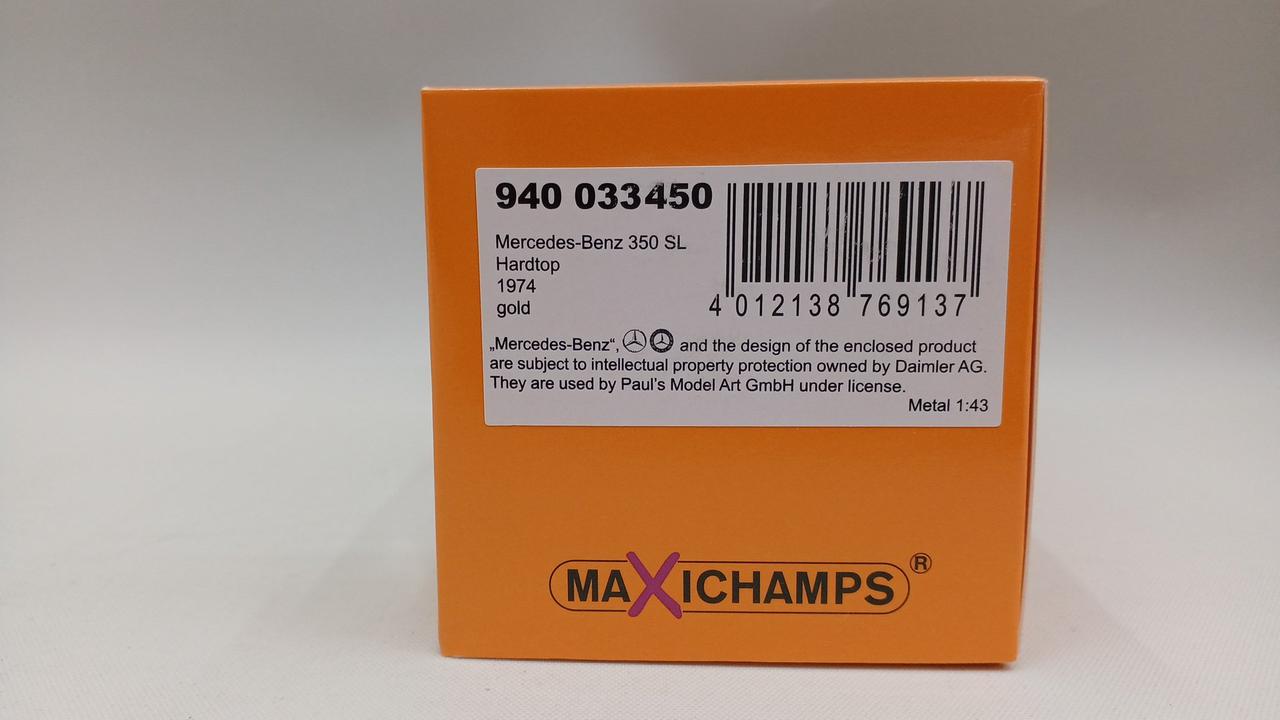 940 033450
Mercedes-Benz 350 SL
Hardtop
1974
gold
4 012138 769137
„Mercedes-Benz“, and the design of the enclosed product
are subject to intellectual property protection owned by Daimler AG.
They are used by Paul's Model Art GmbH under license.
Metal 1:43
MAXICHAMPS®